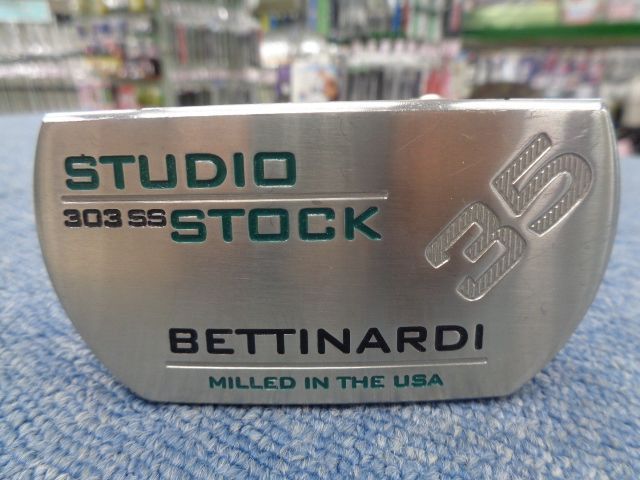 STUDIO
303 SS STOCK
35
BETTINARDI
MILLED IN THE USA